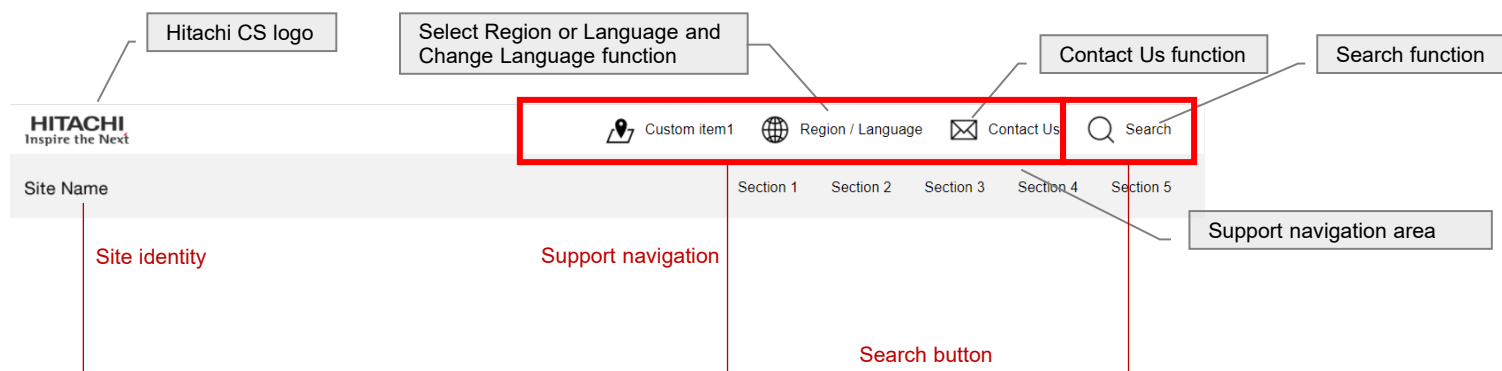 Hitachi CS logo
Select Region or Language and
Change Language function
Contact Us function
Search function
HITACHI
Inspire the Next
Custom item1
Region / Language
Contact Us
Search
Site Name
Section 1
Section 2
Section 3
Section 4
Section 5
Support navigation area
Site identity
Support navigation
Search button